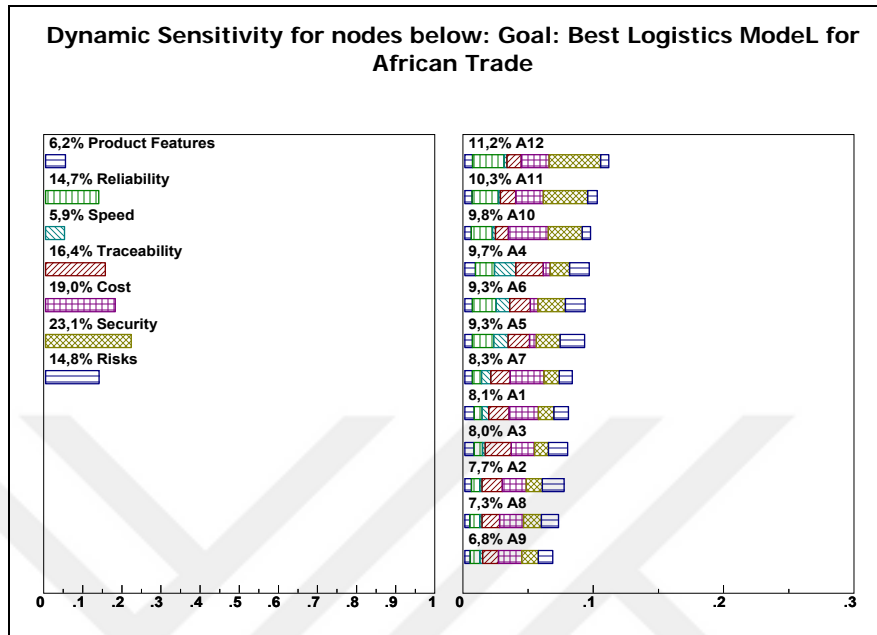 Dynamic Sensitivity for nodes below: Goal: Best Logistics ModeL for
African Trade
6,2% Product Features
14,7% Reliability
5,9% Speed
16,4% Traceability
19,0% Cost
23,1% Security
14,8% Risks
0 .1 .2 .3 .4 .5 .6 .7 .8 .9 1
11,2% A12
10,3% A11
9,8% A10
9,7% A4
9,3% A6
9,3% A5
8,3% A7
8,1% A1
8,0% A3
7,7% A2
7,3% A8
6,8% A9
0 .1 .2 .3